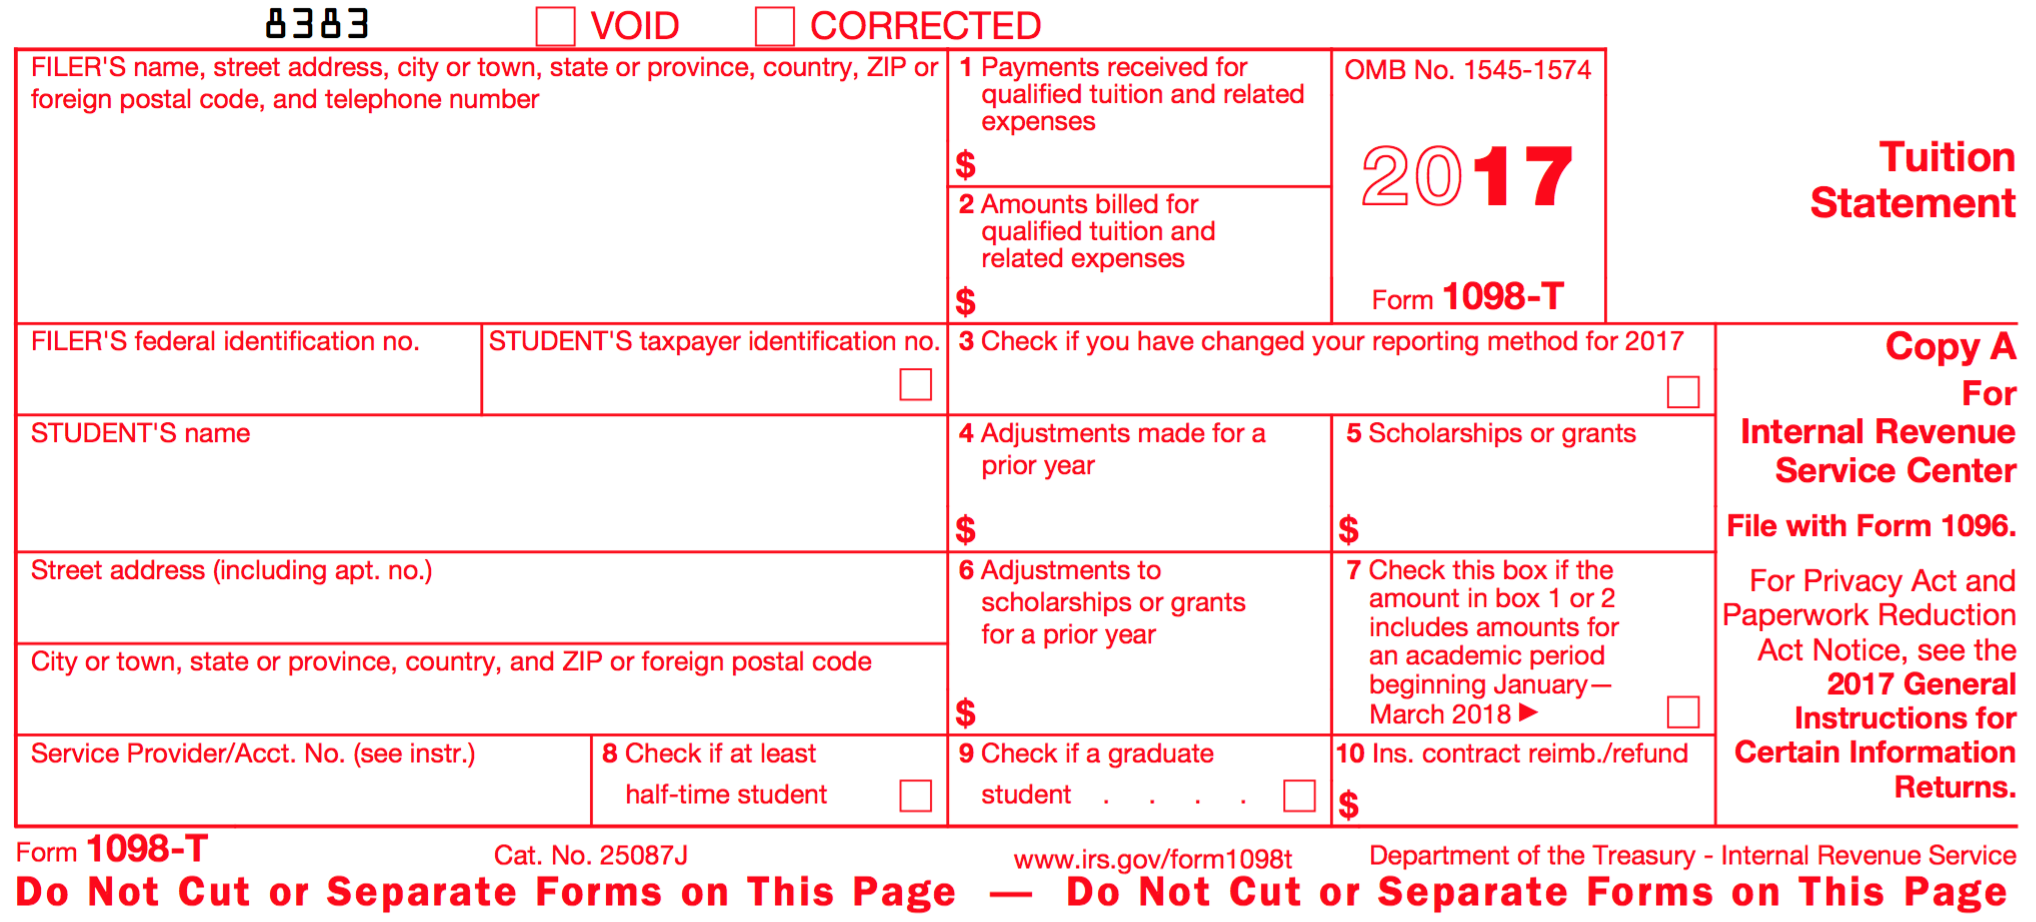 8383
VOID
CORRECTED
FILER'S name, street address, city or town, state or province, country, ZIP or
foreign postal code, and telephone number
1 Payments received for
qualified tuition and related
expenses
$
2 Amounts billed for
qualified tuition and
related expenses
$
OMB No. 1545-1574
2017
Form 1098-T
Tuition
Statement
FILER'S federal identification no.
STUDENT'S taxpayer identification no.
3 Check if you have changed your reporting method for 2017
Copy A
For
Internal Revenue
Service Center
File with Form 1096.
For Privacy Act and
Paperwork Reduction
Act Notice, see the
2017 General
Instructions for
Certain Information
Returns.
STUDENT'S name
4 Adjustments made for a
prior year
$
5 Scholarships or grants
$
Street address (including apt. no.)
6 Adjustments to
scholarships or grants
for a prior year
$
7 Check this box if the
amount in box 1 or 2
includes amounts for
an academic period
beginning January—
March 2018 ►
City or town, state or province, country, and ZIP or foreign postal code
Service Provider/Acct. No. (see instr.)
8 Check if at least
half-time student
9 Check if a graduate
student . . . .
10 Ins. contract reimb./refund
$
Form 1098-T
Cat. No. 25087J
www.irs.gov/form1098t
Department of the Treasury - Internal Revenue Service
Do Not Cut or Separate Forms on This Page — Do Not Cut or Separate Forms on This Page